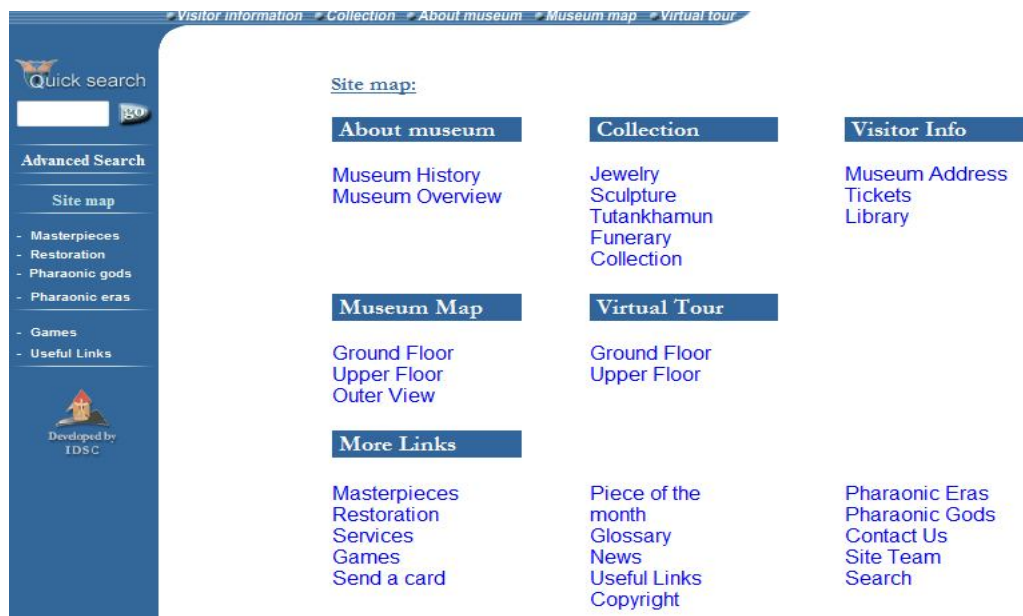 Visitor information Collection About museum Museum map Virtual tour
Quick search
go
Advanced Search
Site map
- Masterpieces
- Restoration
- Pharaonic gods
- Pharaonic eras
- Games
- Useful Links
Developed by
IDSC
Site map:
About museum
Museum History
Museum Overview
Collection
Jewelry
Sculpture
Tutankhamun
Funerary
Collection
Visitor Info
Museum Address
Tickets
Library
Museum Map
Ground Floor
Upper Floor
Outer View
Virtual Tour
Ground Floor
Upper Floor
More Links
Masterpieces
Restoration
Services
Games
Send a card
Piece of the
month
Glossary
News
Useful Links
Copyright
Pharaonic Eras
Pharaonic Gods
Contact Us
Site Team
Search